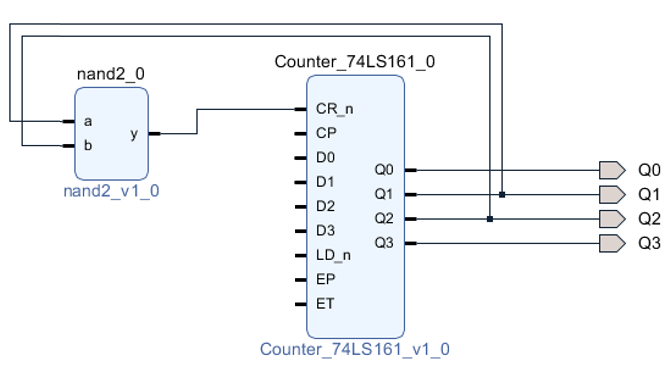 nand2_0
a
b
y
nand2_v1_0
Counter_74LS161_0
CR_n
CP
D0
D1
D2
D3
LD_n
EP
ET
Q0
Q1
Q2
Q3
Counter_74LS161_v1_0
Q0
Q1
Q2
Q3